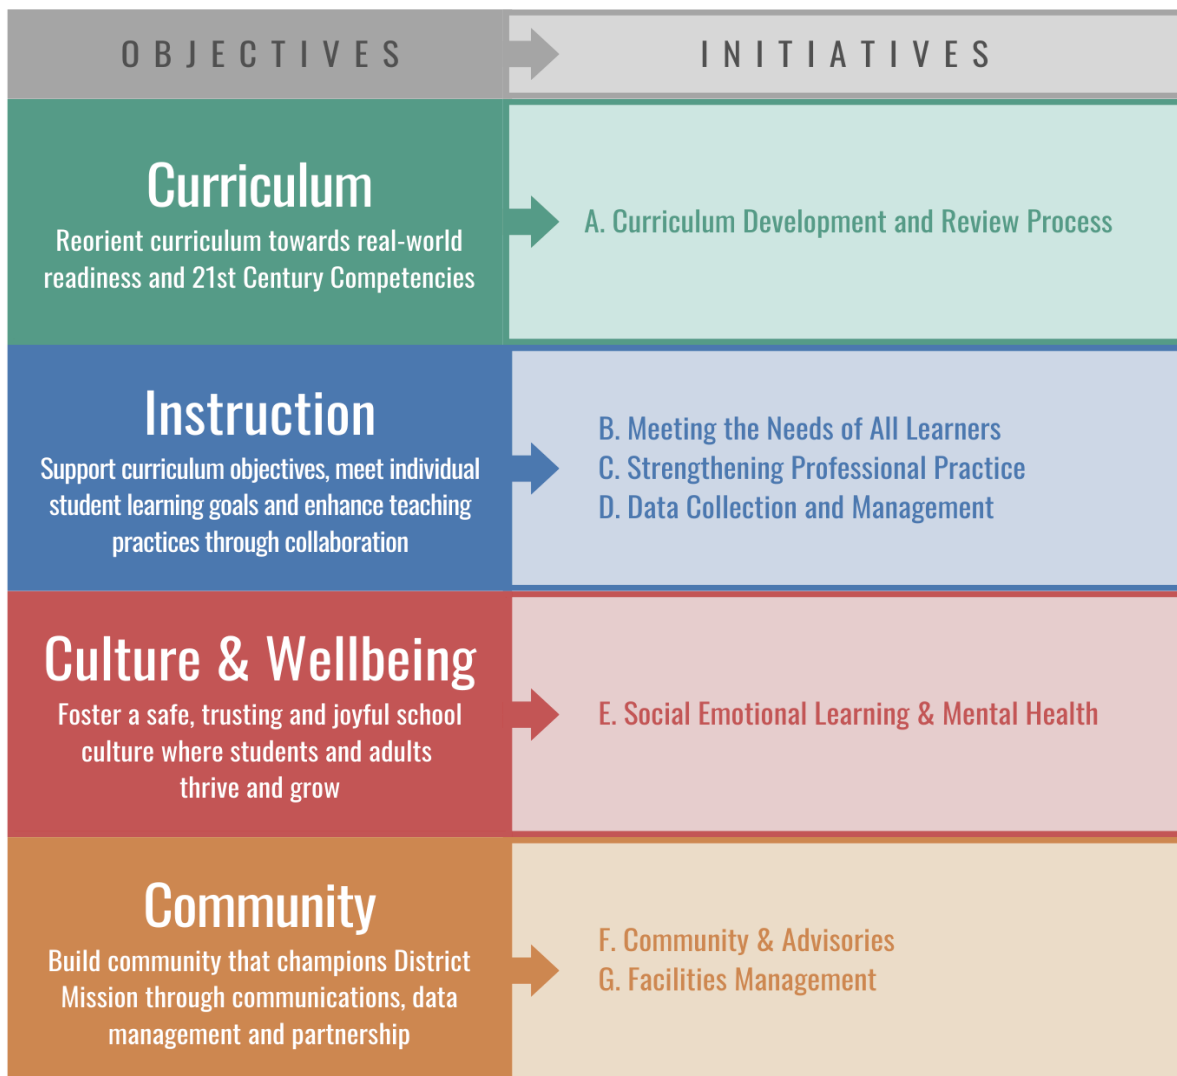 OBJECTIVES
INITIATIVES
Curriculum
Reorient curriculum towards real-world
readiness and 21st Century Competencies
A. Curriculum Development and Review Process
Instruction
Support curriculum objectives, meet individual
student learning goals and enhance teaching
practices through collaboration
B. Meeting the Needs of All Learners
C. Strengthening Professional Practice
D. Data Collection and Management
Culture & Wellbeing
Foster a safe, trusting and joyful school
culture where students and adults
thrive and grow
E. Social Emotional Learning & Mental Health
Community
Build community that champions District
Mission through communications, data
management and partnership
F. Community & Advisories
G. Facilities Management